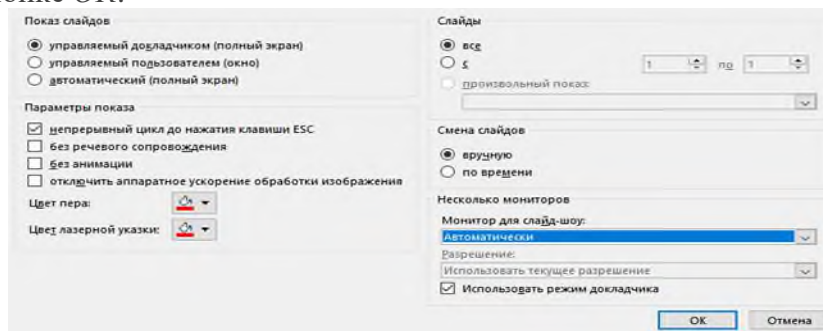 Показ слайдов
управляемый докладчиком (полный экран)
управляемый пользователем (окно)
автоматический (полный экран)
Параметры показа
непрерывный цикл до нажатия клавиши ESC
без речевого сопровождения
без анимации
отключить аппаратное ускорение обработки изображения
Цвет пера:
Цвет лазерной указки:
Слайды
все
с 1 по 1
произвольный показ:
Смена слайдов
вручную
по времени
Несколько мониторов
Монитор для слайд-шоу:
Автоматически
Разрешение:
Использовать текущее разрешение
Использовать режим докладчика
ОК Отмена